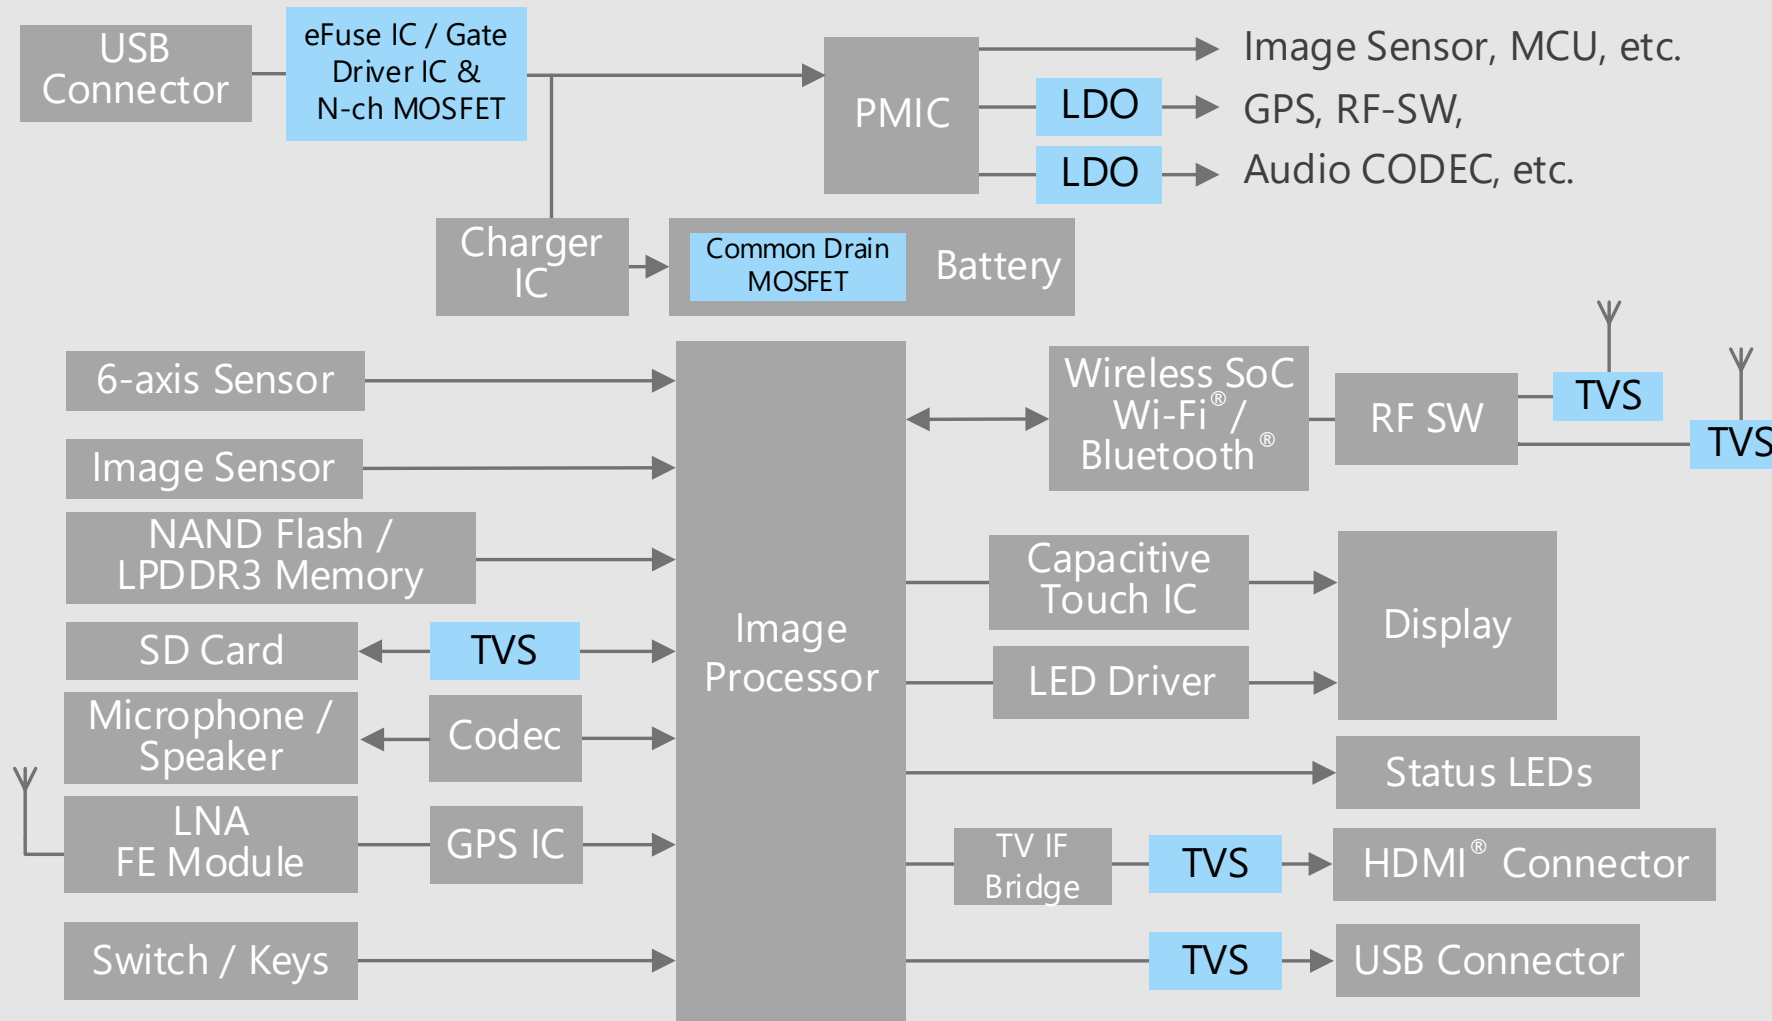 USB
Connector
eFuse IC / Gate
Driver IC &
N-ch MOSFET
PMIC
LDO
LDO
Image Sensor, MCU, etc.
GPS, RF-SW,
Audio CODEC, etc.
Charger
IC
Common Drain
MOSFET
Battery
6-axis Sensor
Image Sensor
NAND Flash /
LPDDR3 Memory
SD Card
TVS
Microphone /
Speaker
Codec
LNA
FE Module
GPS IC
Switch / Keys
Image
Processor
Wireless SoC
Wi-Fi® /
Bluetooth®
RF SW
TVS
TVS
Capacitive
Touch IC
LED Driver
Display
Status LEDs
TV IF
Bridge
TVS
HDMI® Connector
TVS
USB Connector